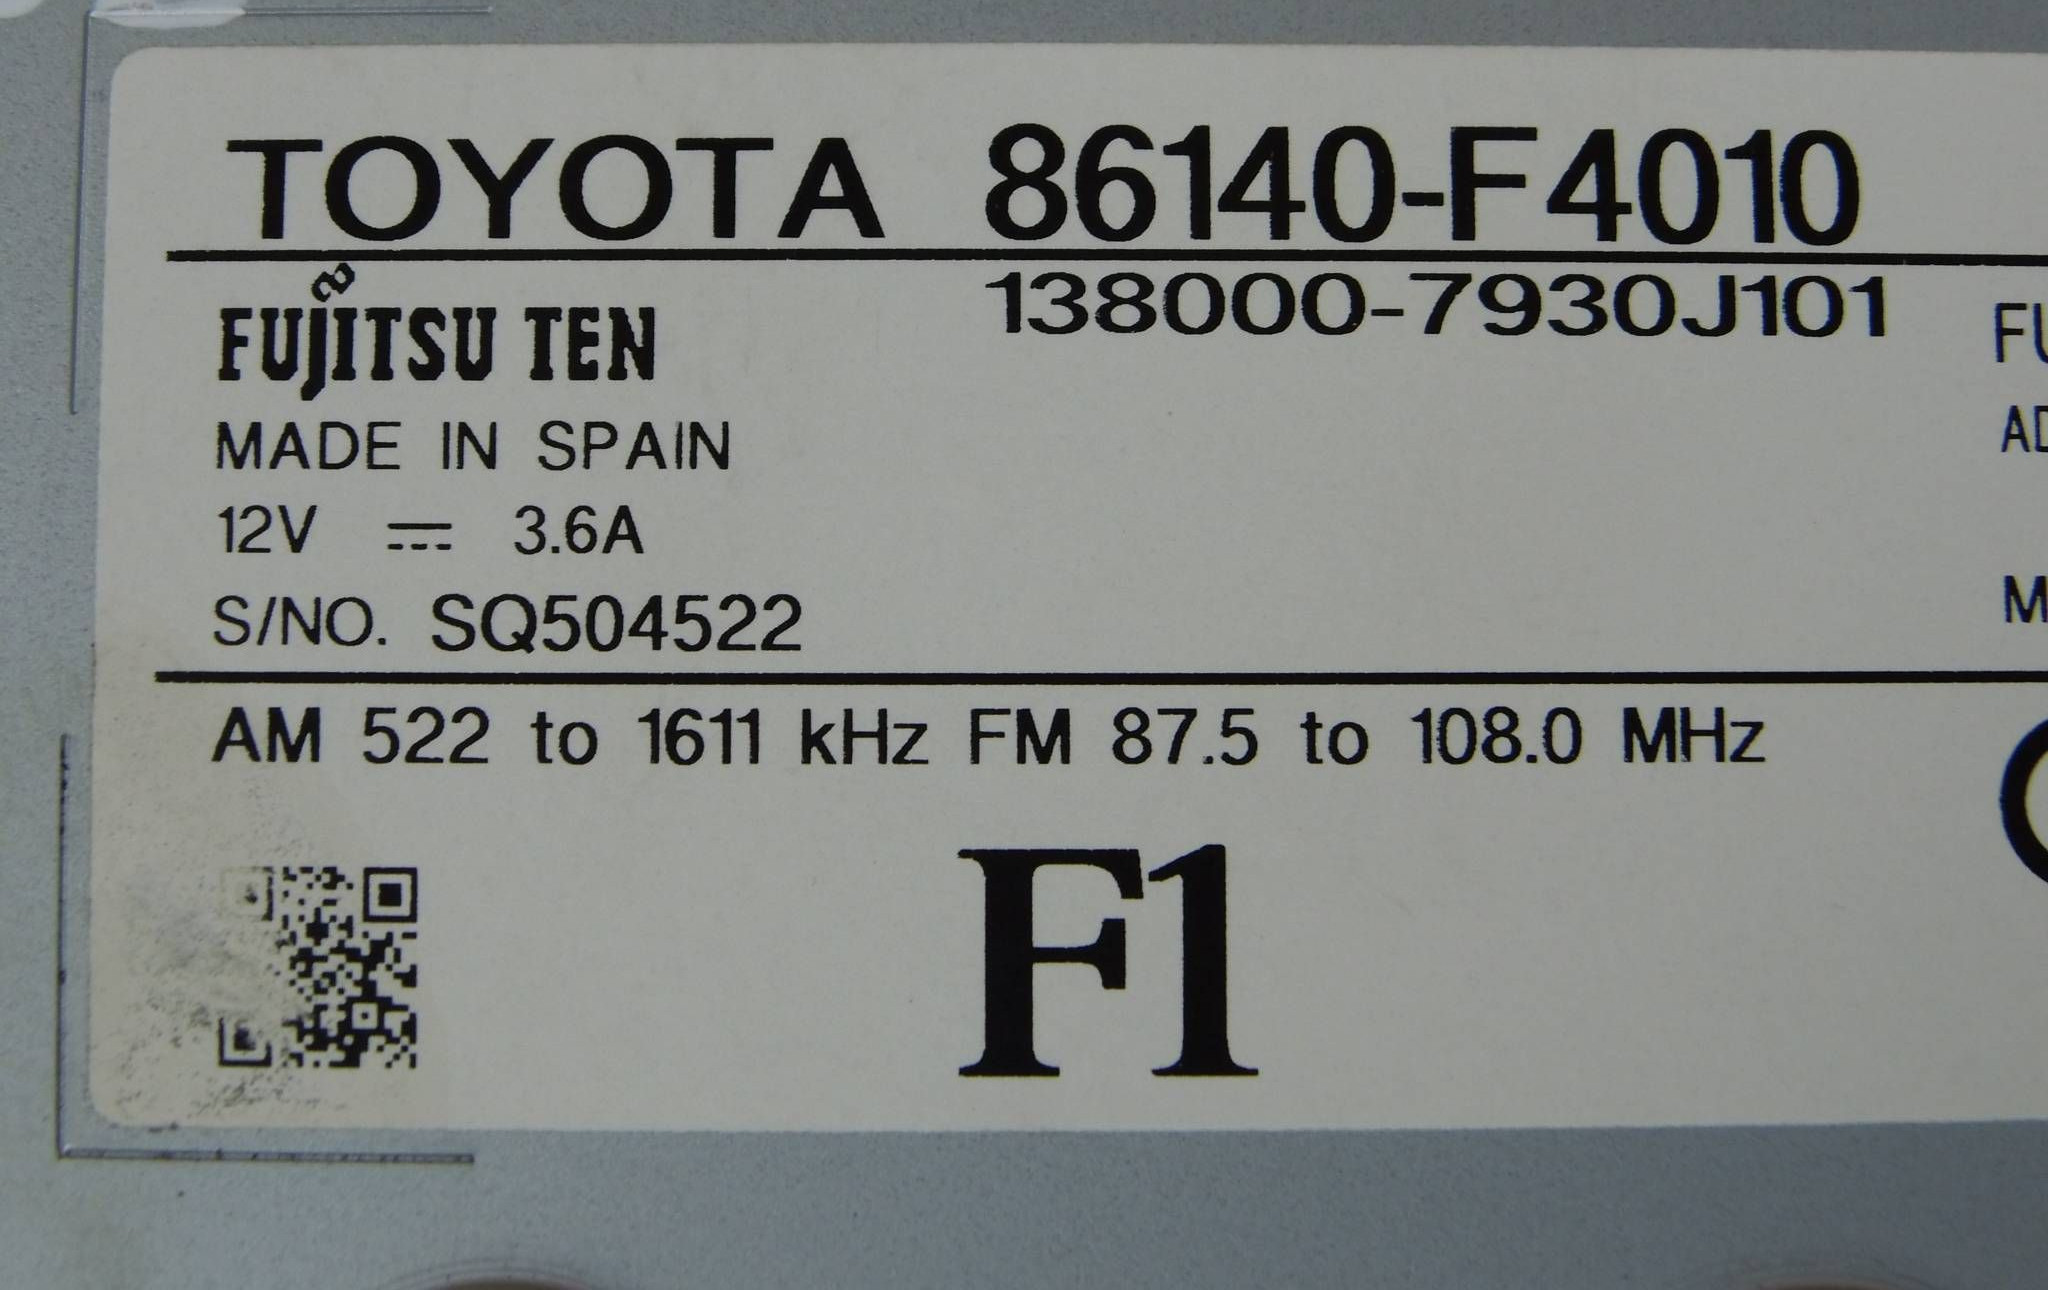 TOYOTA 86140-F4010
FUJITSU TEN 138000-7930J101
MADE IN SPAIN
12V ⎓ 3.6A
S/NO. SQ504522
AM 522 to 1611 kHz FM 87.5 to 108.0 MHz
F1